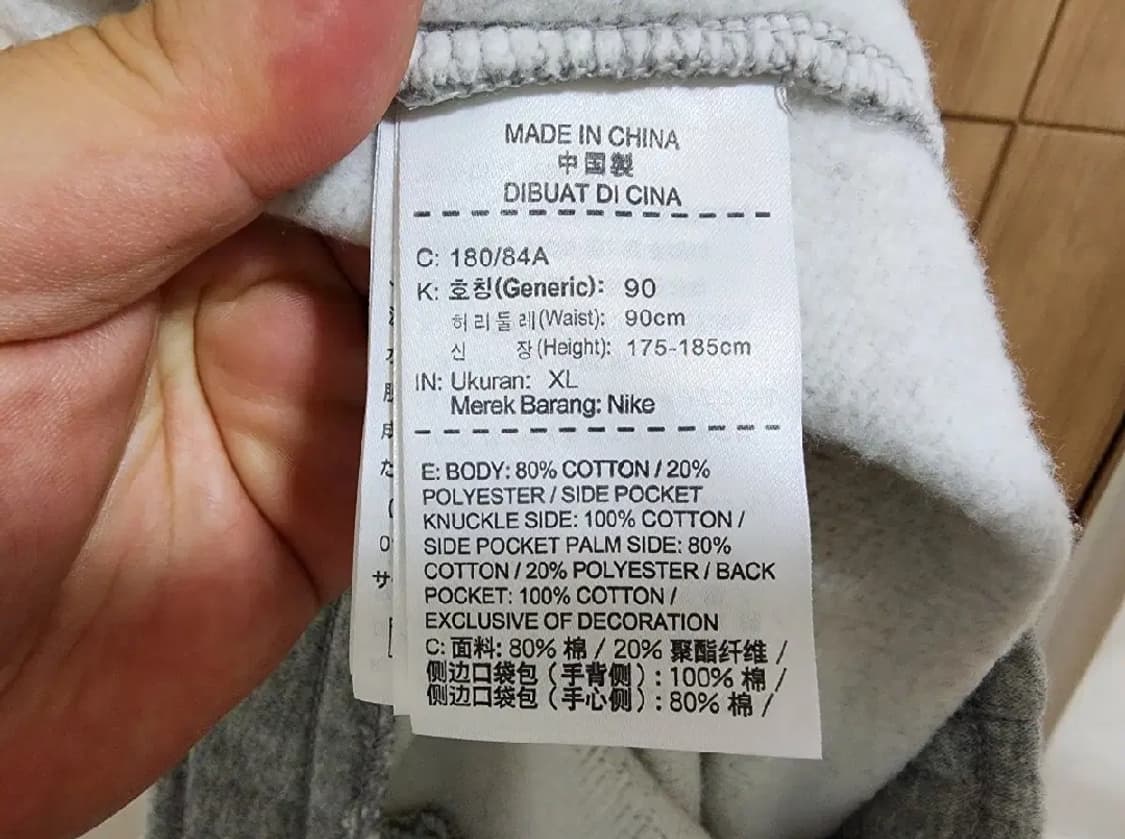 MADE IN CHINA
中国製
DIBUAT DI CINA
C: 180/84A
K: 호칭(Generic): 90
허리둘레(Waist): 90cm
신 장(Height): 175-185cm
IN: Ukuran: XL
Merek Barang: Nike
E: BODY: 80% COTTON / 20%
POLYESTER / SIDE POCKET
KNUCKLE SIDE: 100% COTTON /
SIDE POCKET PALM SIDE: 80%
COTTON / 20% POLYESTER / BACK
POCKET: 100% COTTON /
EXCLUSIVE OF DECORATION
C: 面料: 80% 棉 / 20% 聚酯纤维 /
侧边口袋包（手背侧）: 100% 棉 /
侧边口袋包（手心侧）: 80% 棉 /